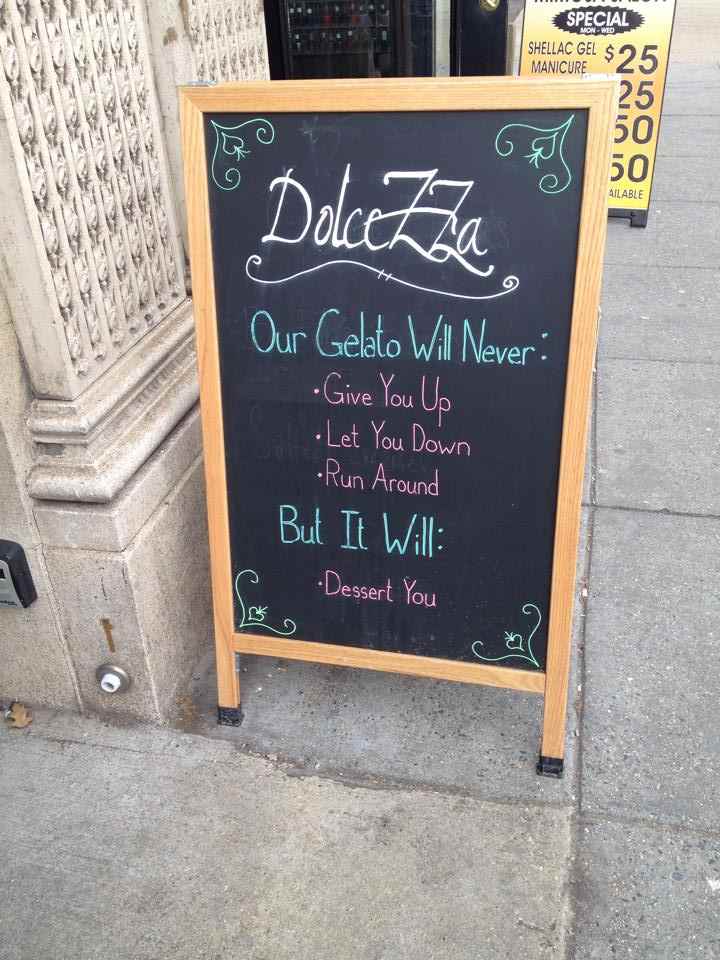 DolceZZa
Our Gelato Will Never:
• Give You Up
• Let You Down
• Run Around
But It Will:
• Dessert You
SPECIAL
MON - WED
SHELLAC GEL
MANICURE
$25
25
50
50